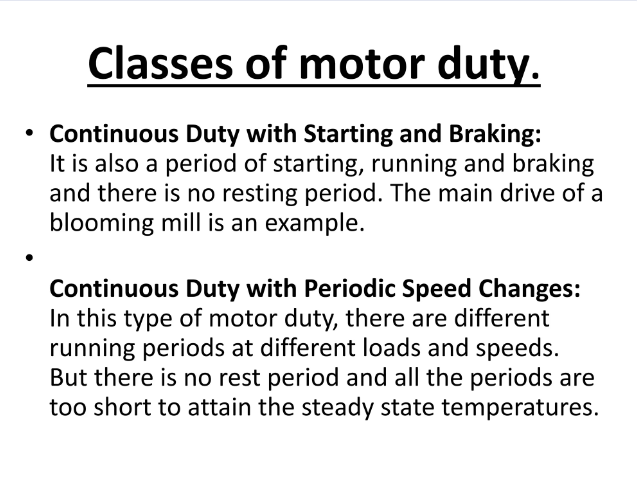 Classes of motor duty.
• Continuous Duty with Starting and Braking:
It is also a period of starting, running and braking
and there is no resting period. The main drive of a
blooming mill is an example.
•
Continuous Duty with Periodic Speed Changes:
In this type of motor duty, there are different
running periods at different loads and speeds.
But there is no rest period and all the periods are
too short to attain the steady state temperatures.